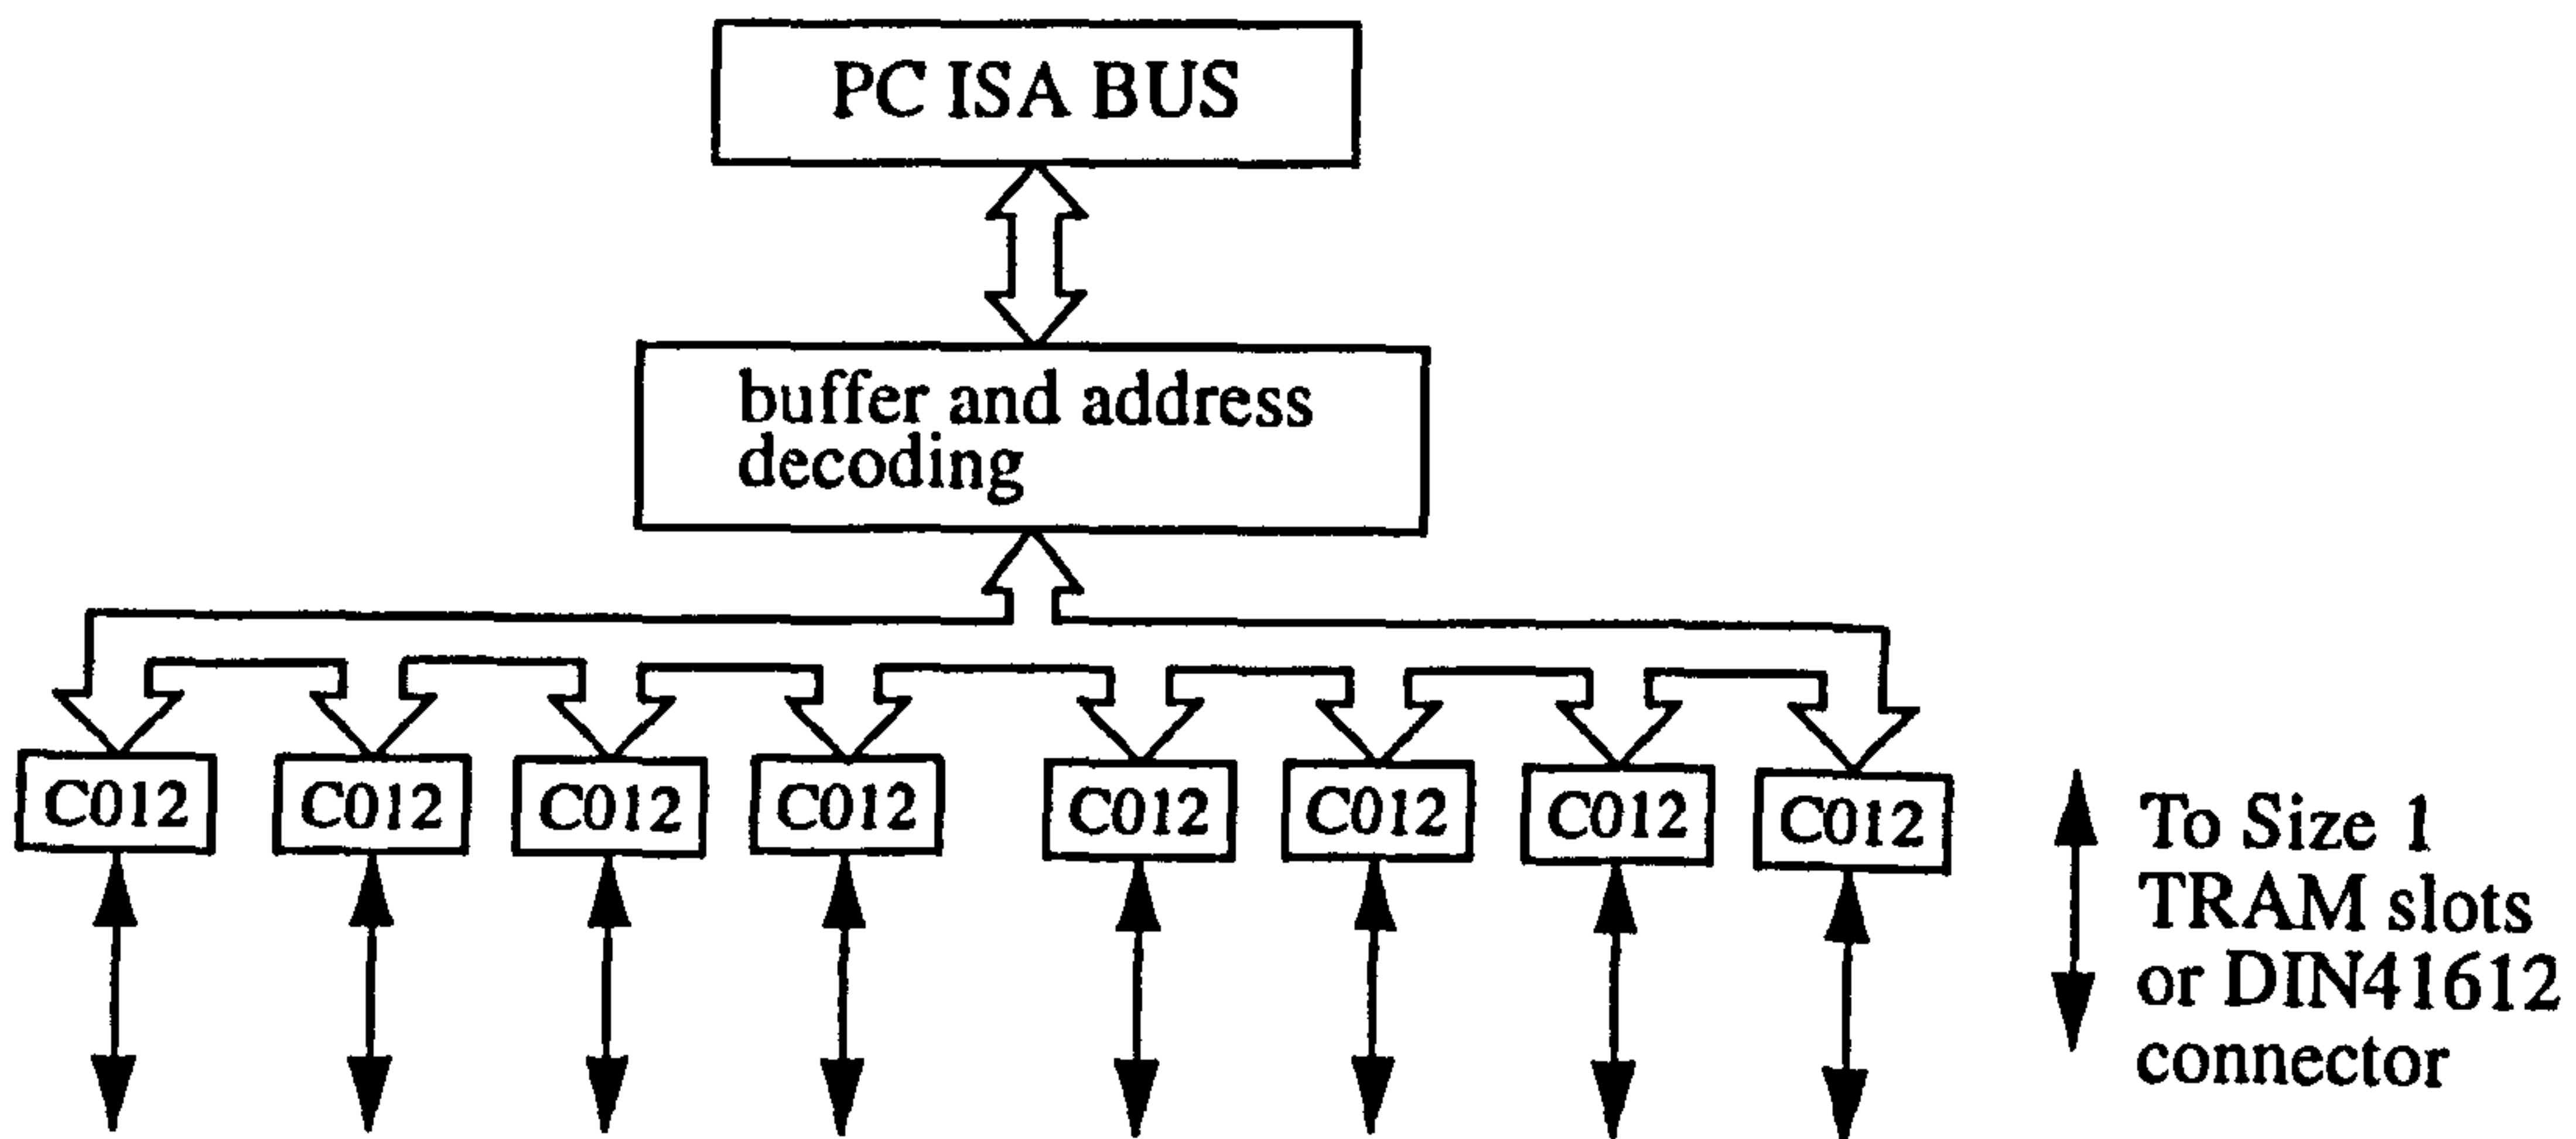 PC ISA BUS
buffer and address
decoding
C012 C012 C012 C012 C012 C012 C012 C012
To Size 1
TRAM slots
or DIN41612
connector